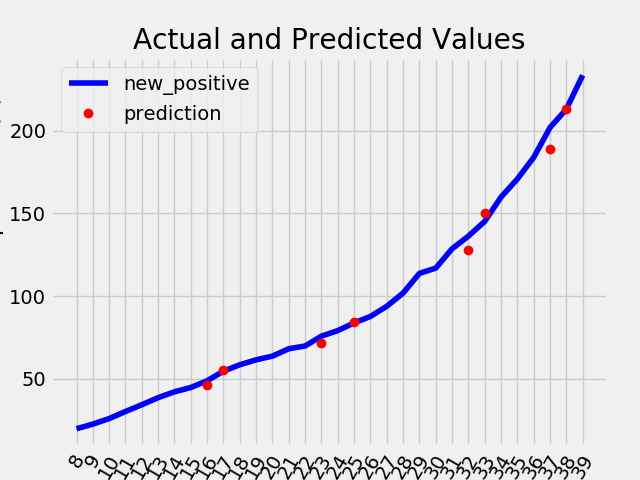 Actual and Predicted Values
new_positive
prediction
200
150
100
50
8 9 10 11 12 13 14 15 16 17 18 19 20 21 22 23 24 25 26 27 28 29 30 31 32 33 34 35 36 37 38 39